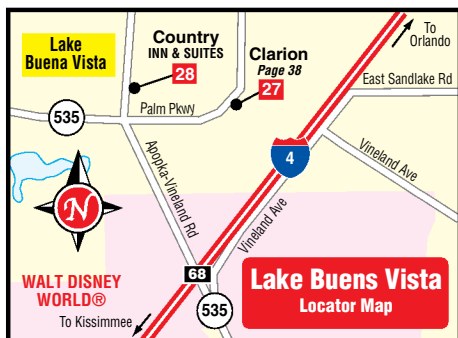 Lake
Buena Vista
Country
INN & SUITES
28
Clarion
Page 38
27
To
Orlando
East Sandlake Rd
535
Palm Pkwy
4
Apopka-Vineland Rd
Vineland Ave
Vineland Ave
N
68
WALT DISNEY
WORLD®
535
To Kissimmee
Lake Buens Vista
Locator Map